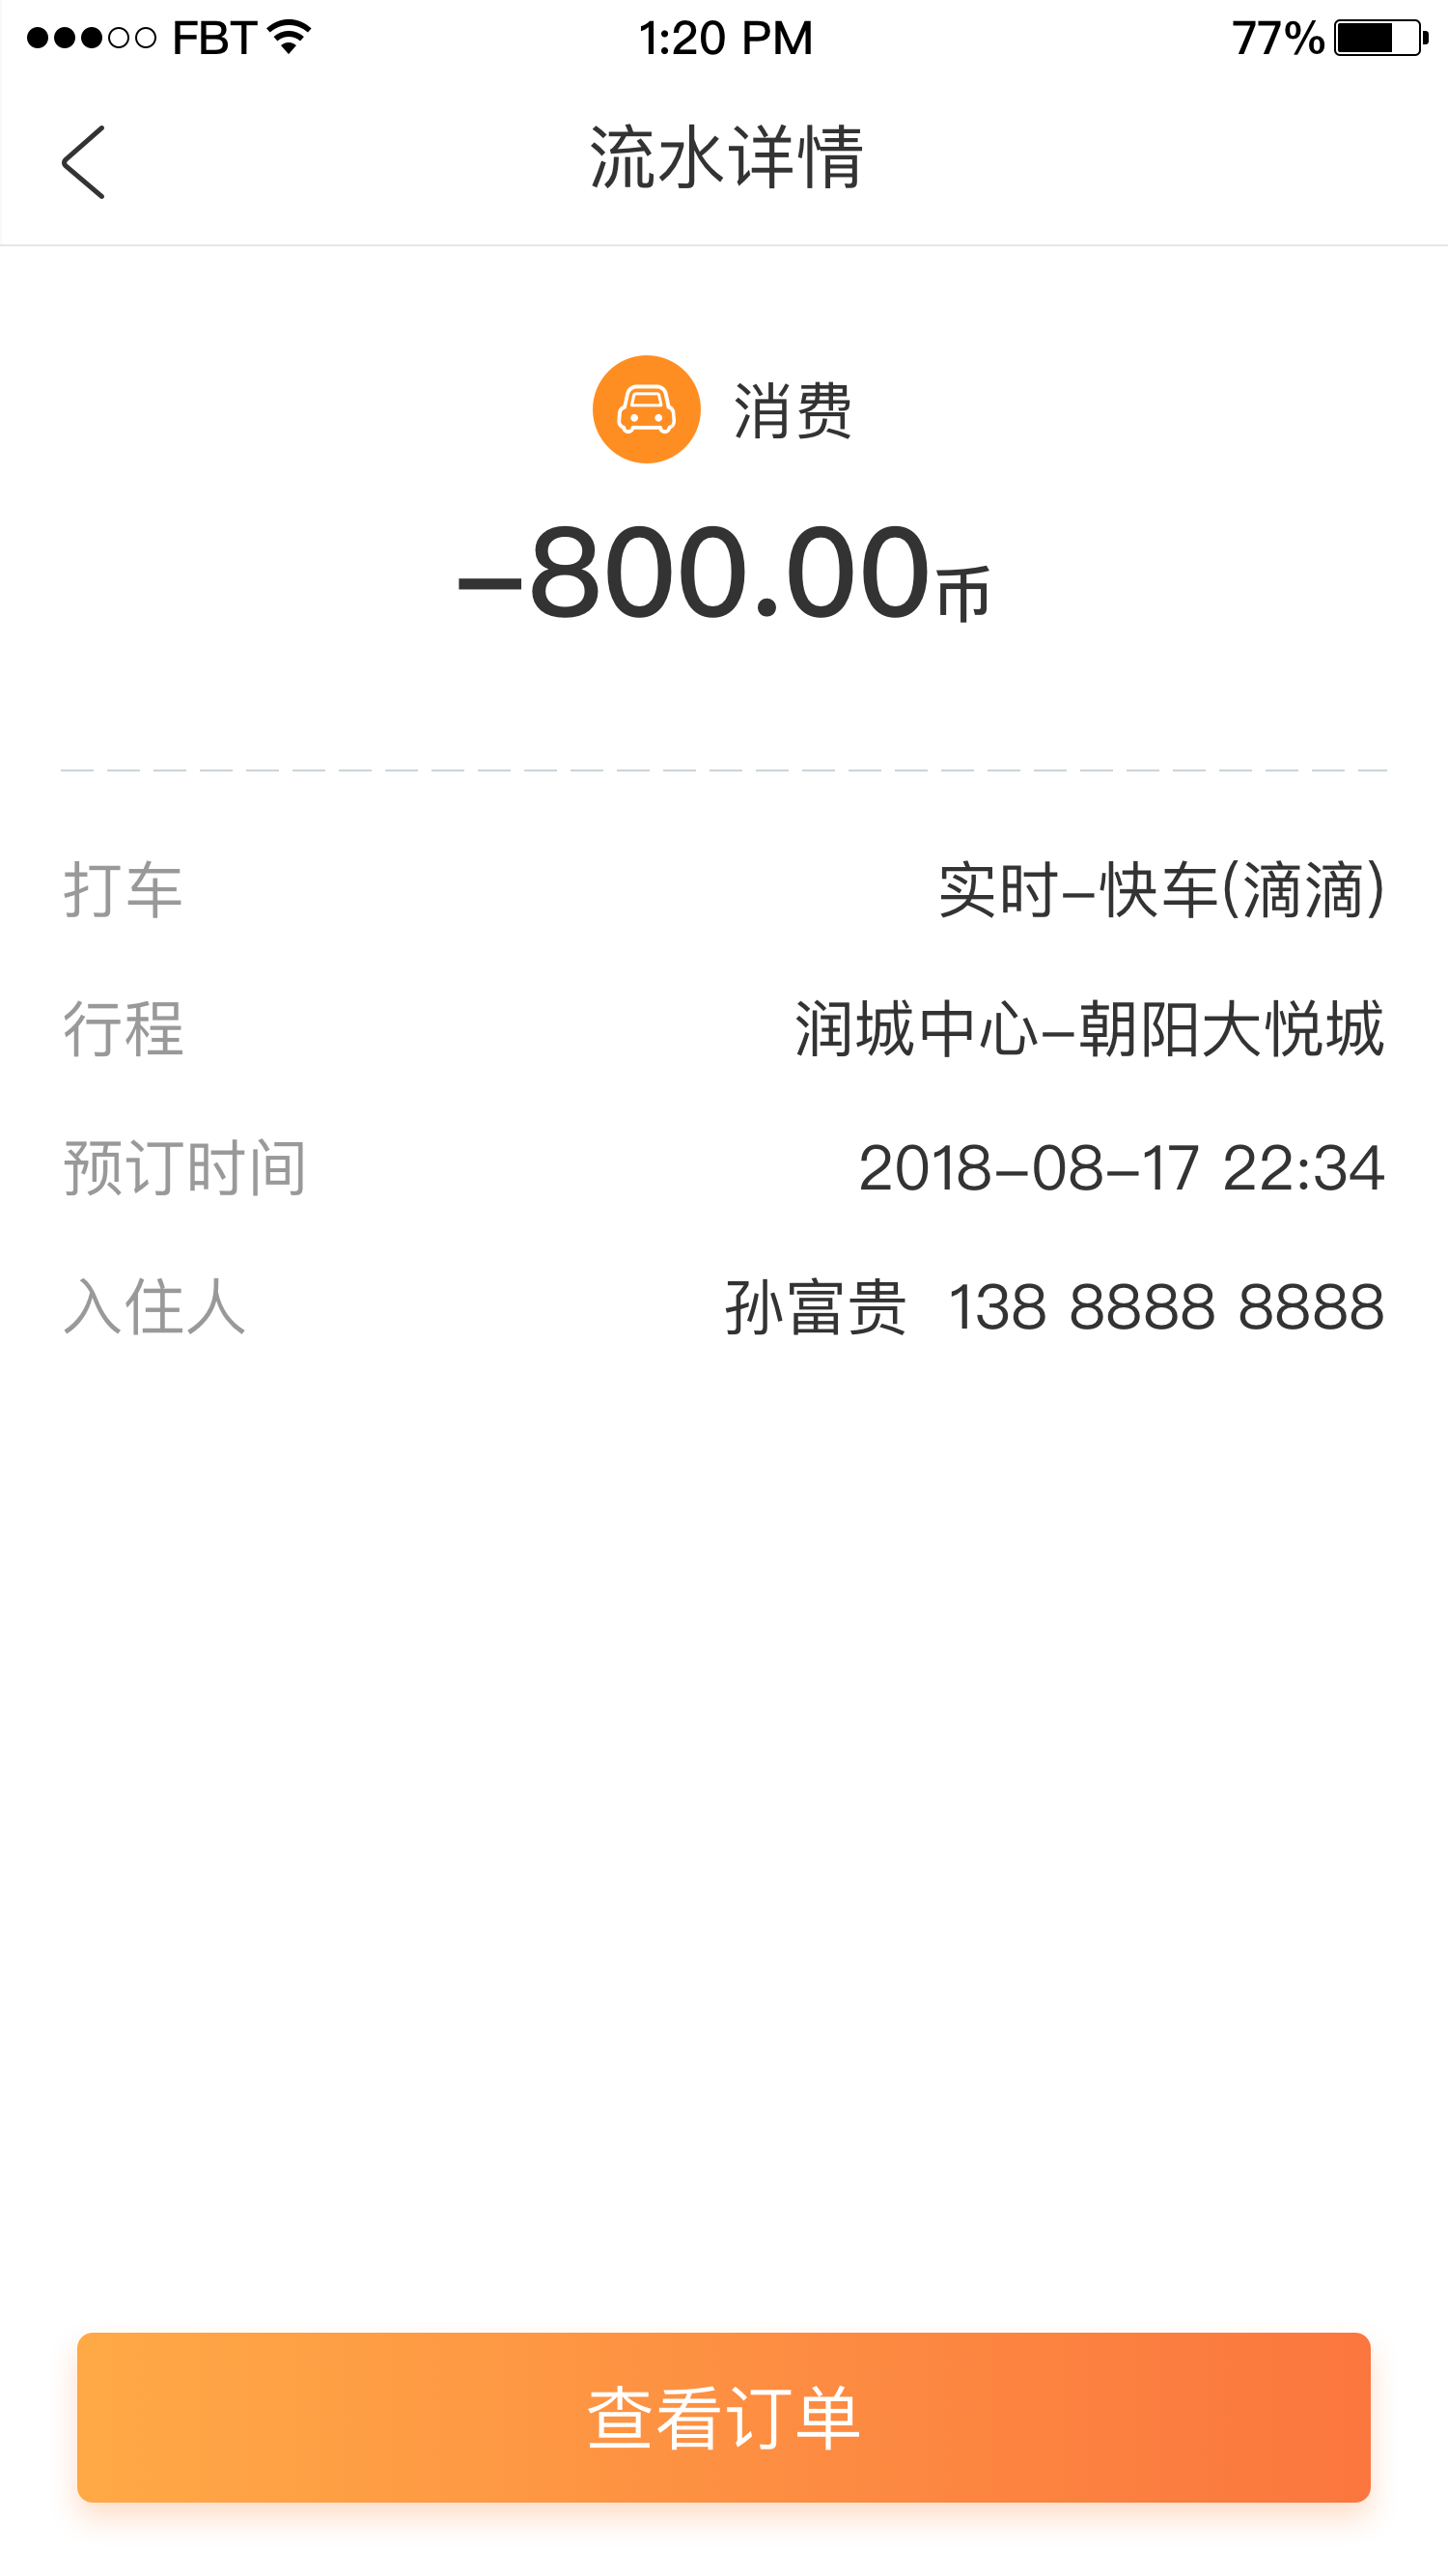 FBT 1:20 PM 77%
流水详情
消费
-800.00币
打车 实时-快车(滴滴)
行程 润城中心-朝阳大悦城
预订时间 2018-08-17 22:34
入住人 孙富贵 138 8888 8888
查看订单